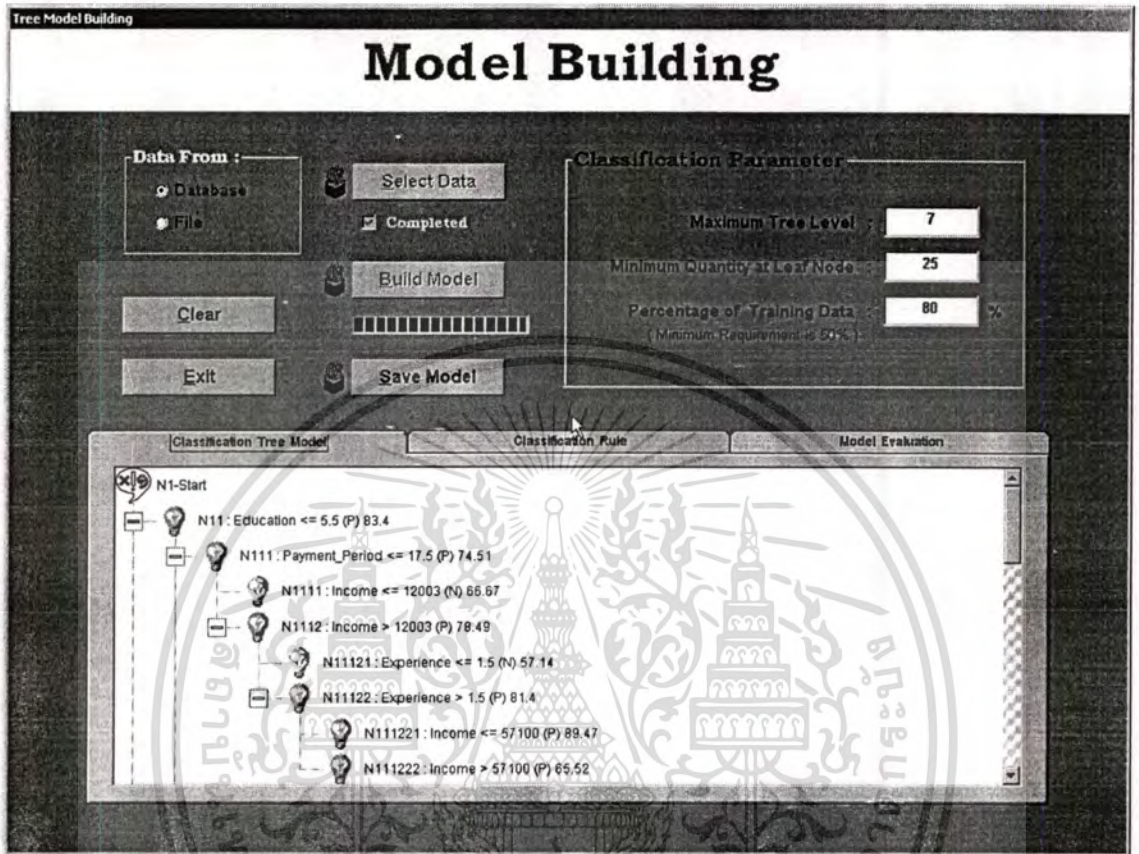 Tree Model Building
Model Building
Data From :
Database
File
Select Data
Completed
Build Model
Clear
Exit
Save Model
Classification Parameter
Maximum Tree Level : 7
Minimum Quantity at Leaf Node : 25
Percentage of Training Data : 80 %
( Minimum Requirement is 50% )
Classification Tree Model
Classification Rule
Model Evaluation
N1-Start
N11 : Education <= 5.5 (P) 83.4
N111 : Payment_Period <= 17.5 (P) 74.51
N1111 : Income <= 12003 (N) 66.67
N1112 : Income > 12003 (P) 78.49
N11121 : Experience <= 1.5 (N) 57.14
N11122 : Experience > 1.5 (P) 81.4
N111221 : Income <= 57100 (P) 89.47
N111222 : Income > 57100 (P) 65.52